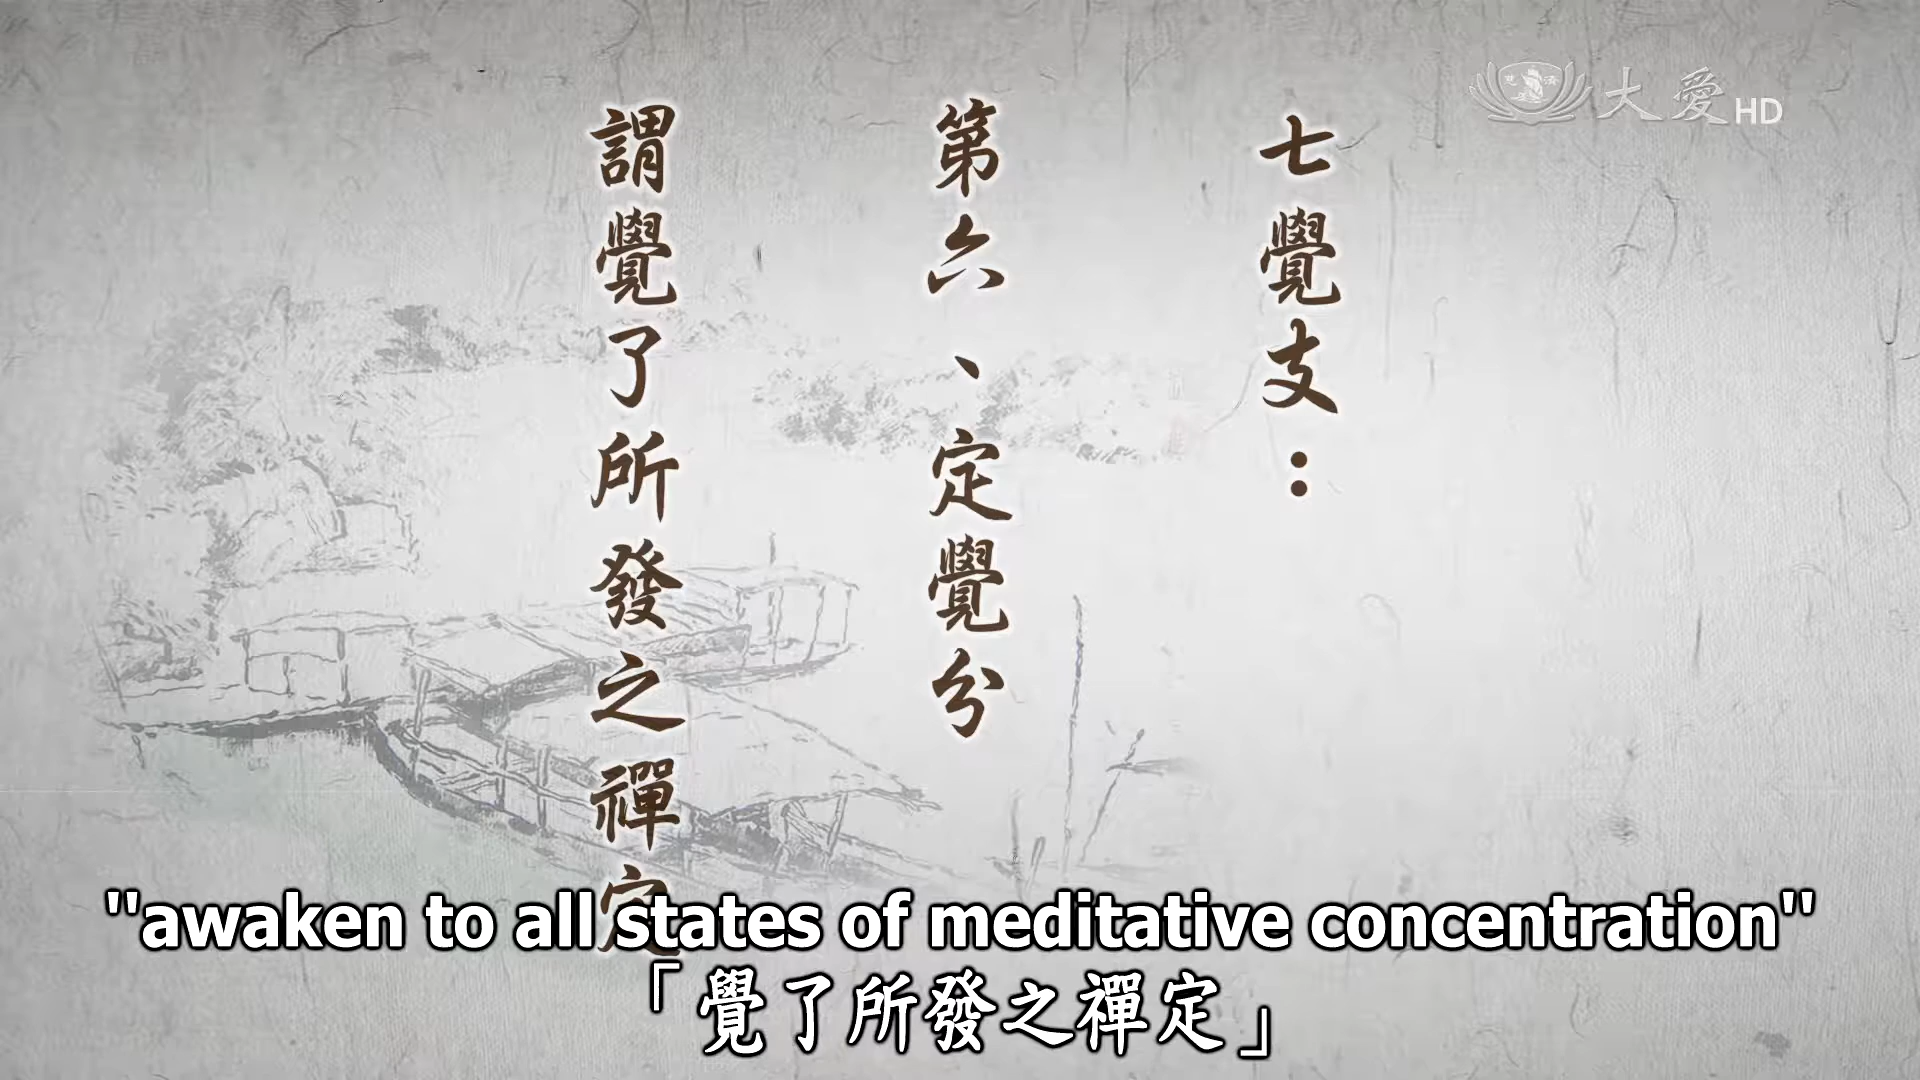 大愛HD
七覺支：
第六、定覺分
謂覺了所發之禪定
"awaken to all states of meditative concentration"
「覺了所發之禪定」